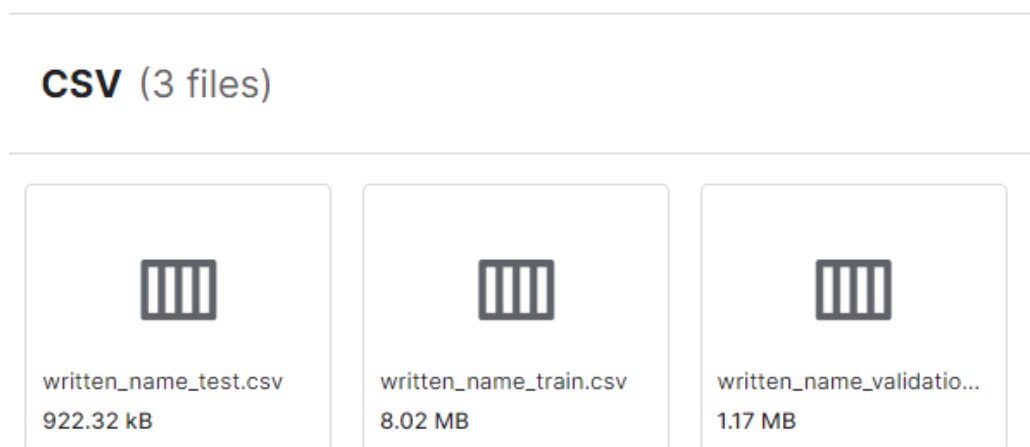 CSV (3 files)
written_name_test.csv written_name_train.csv written_name_validatio...
922.32 kB 8.02 MB 1.17 MB